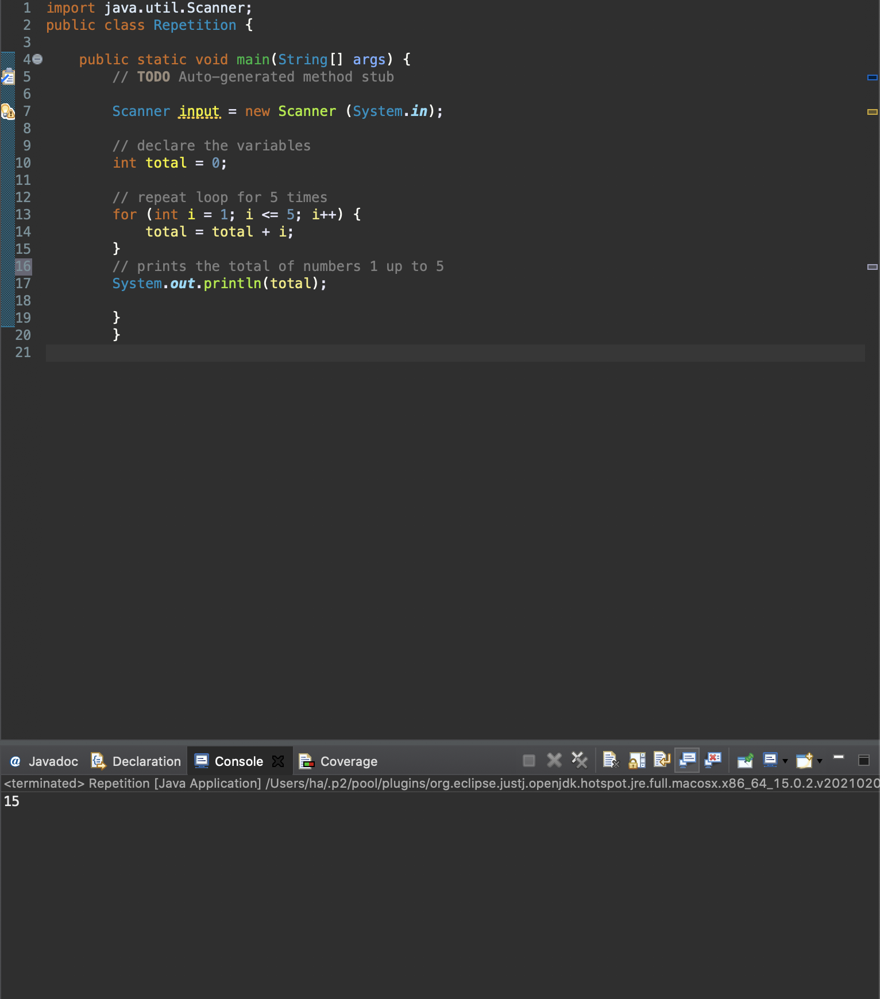 1 import java.util.Scanner;
2 public class Repetition {
3
4 public static void main(String[] args) {
5 // TODO Auto-generated method stub
6
7 Scanner input = new Scanner (System.in);
8
9 // declare the variables
10 int total = 0;
11
12 // repeat loop for 5 times
13 for (int i = 1; i <= 5; i++) {
14 total = total + i;
15 }
16 // prints the total of numbers 1 up to 5
17 System.out.println(total);
18
19 }
20 }
21
@ Javadoc Declaration Console Coverage
<terminated> Repetition [Java Application] /Users/ha/.p2/pool/plugins/org.eclipse.justj.openjdk.hotspot.jre.full.macosx.x86_64_15.0.2.v2021020
15